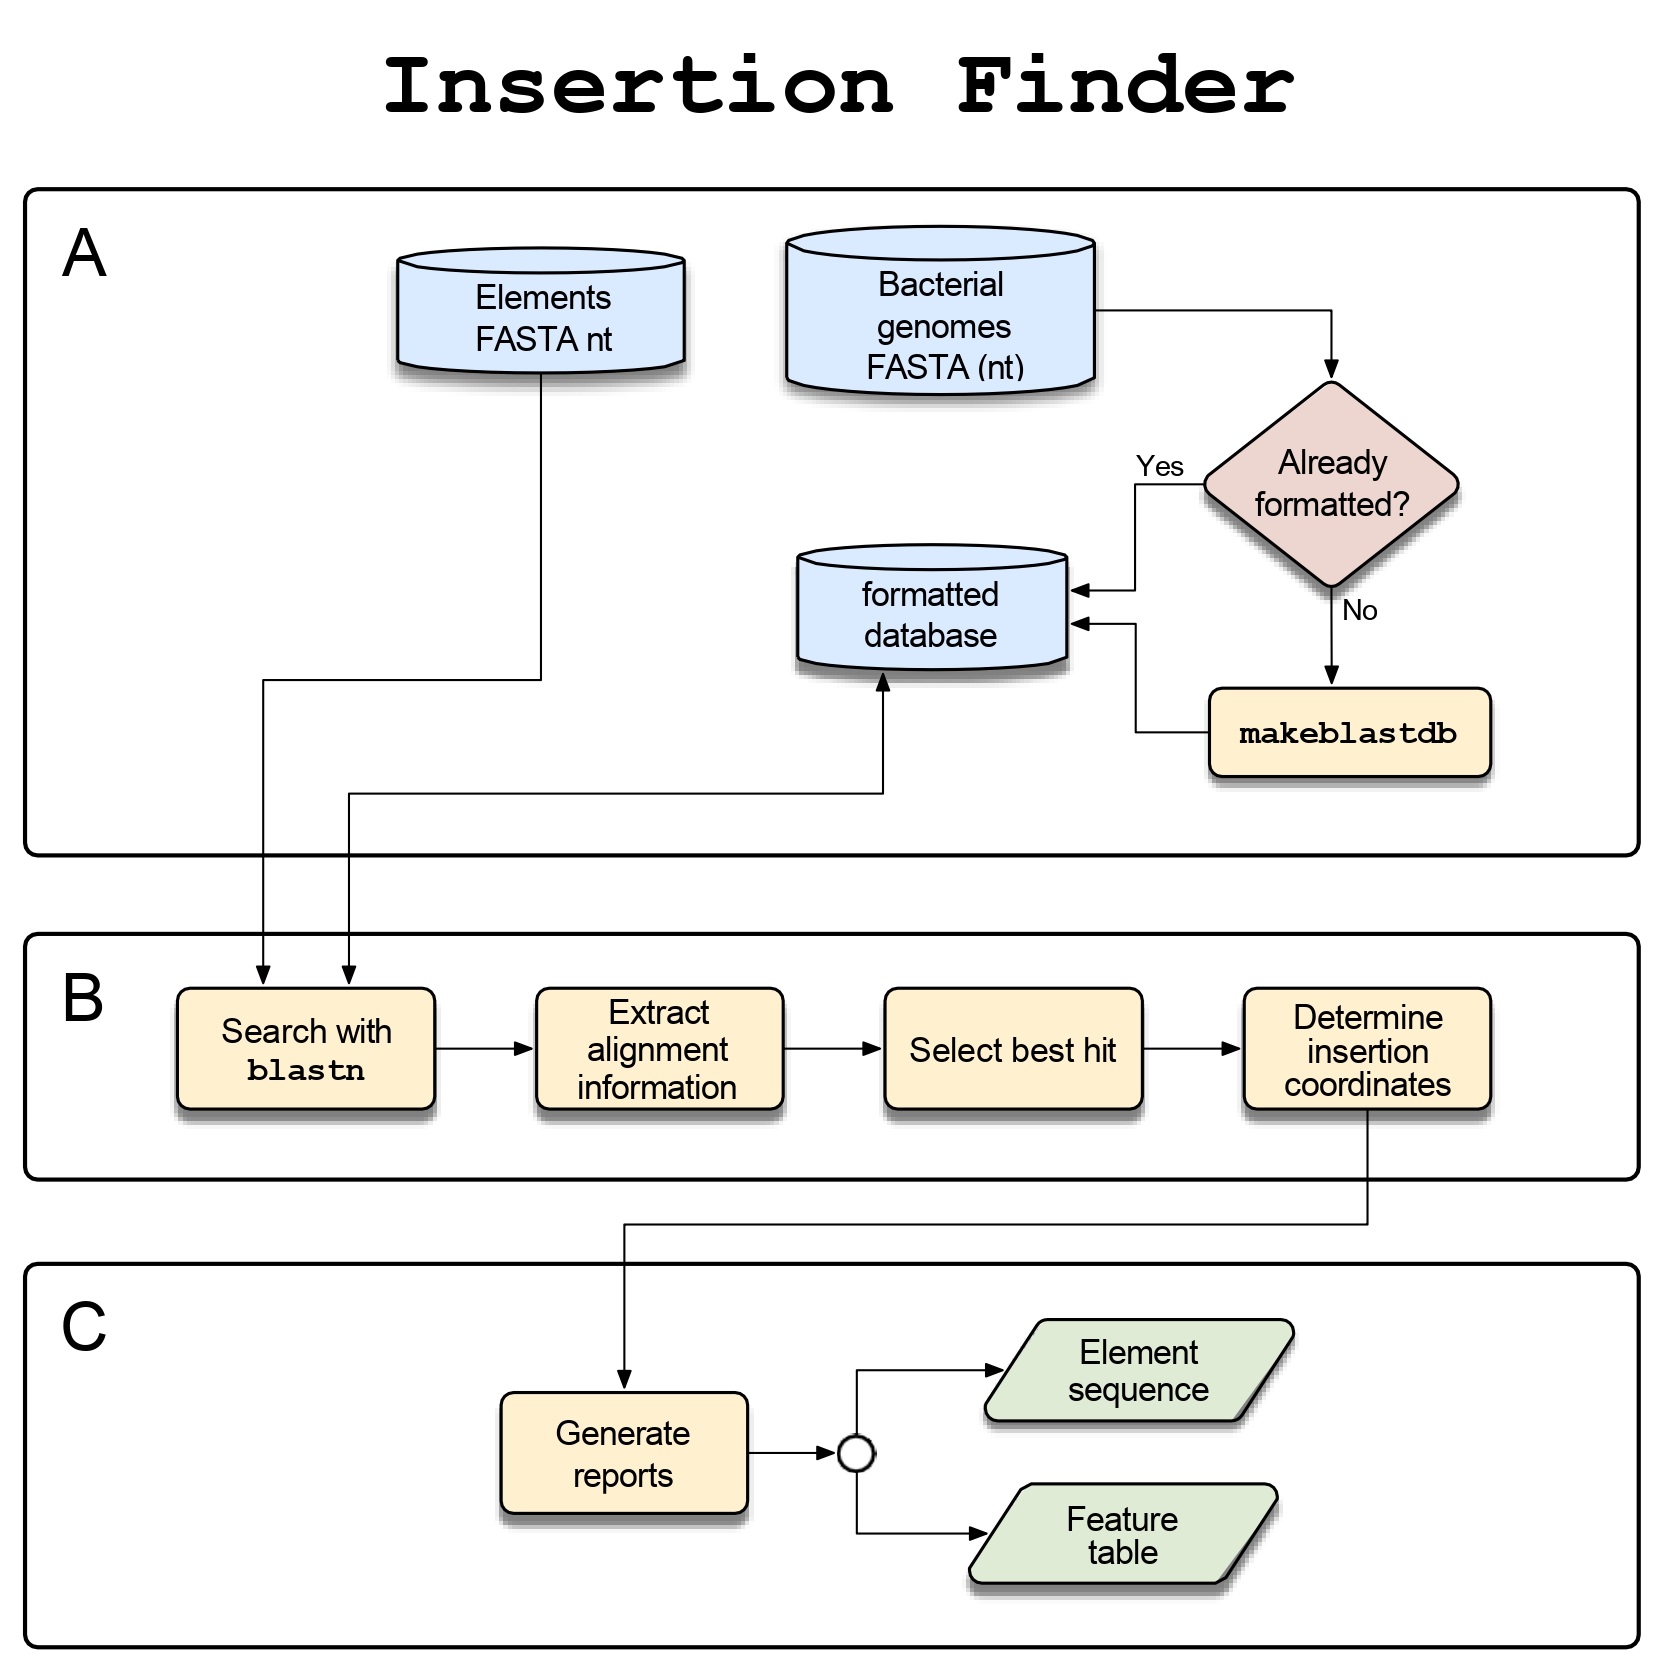 Insertion Finder
A
Elements
FASTA nt
Bacterial
genomes
FASTA (nt)
Already
formatted?
Yes
No
formatted
database
makeblastdb
B
Search with
blastn
Extract
alignment
information
Select best hit
Determine
insertion
coordinates
C
Generate
reports
Element
sequence
Feature
table